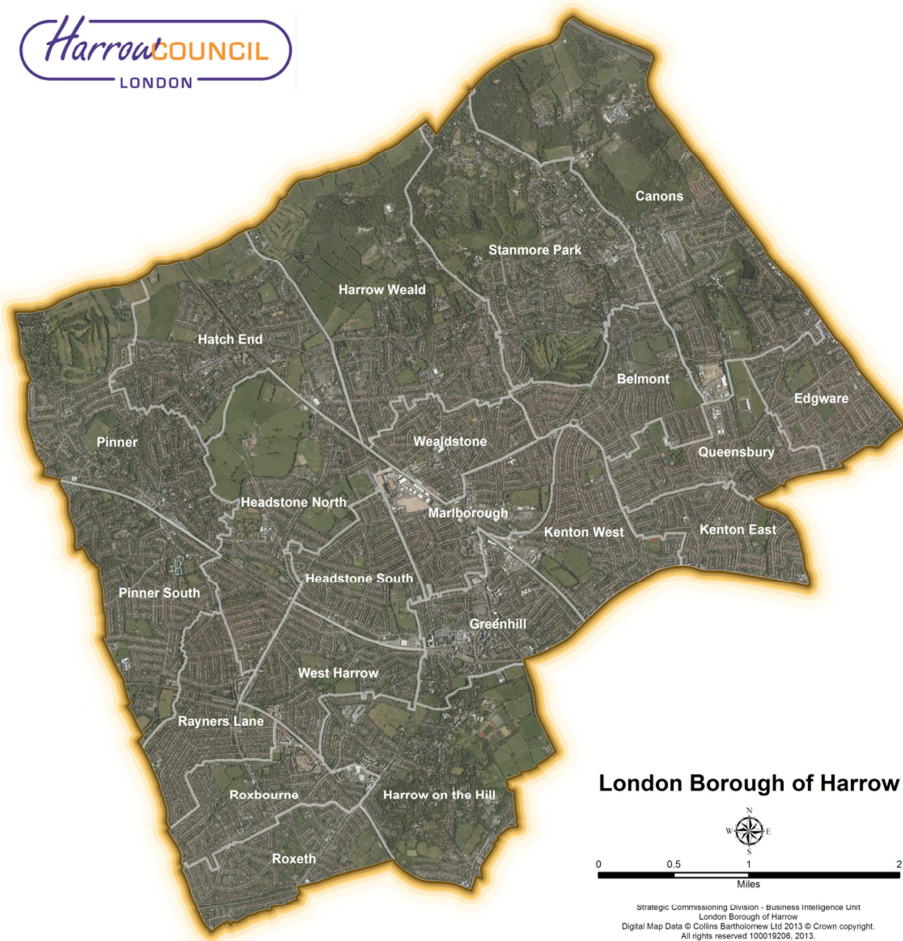 HarrowCOUNCIL
LONDON
Canons
Stanmore Park
Harrow Weald
Hatch End
Belmont
Edgware
Pinner
Wealdstone
Queensbury
Headstone North
Marlborough
Kenton West
Kenton East
Headstone South
Pinner South
Greenhill
West Harrow
Rayners Lane
Roxbourne
Harrow on the Hill
Roxeth
London Borough of Harrow
N
W E
S
0 0.5 1 2
Miles
Strategic Commissioning Division - Business Intelligence Unit
London Borough of Harrow
Digital Map Data © Collins Bartholomew Ltd 2013 © Crown copyright.
All rights reserved 100019206, 2013.